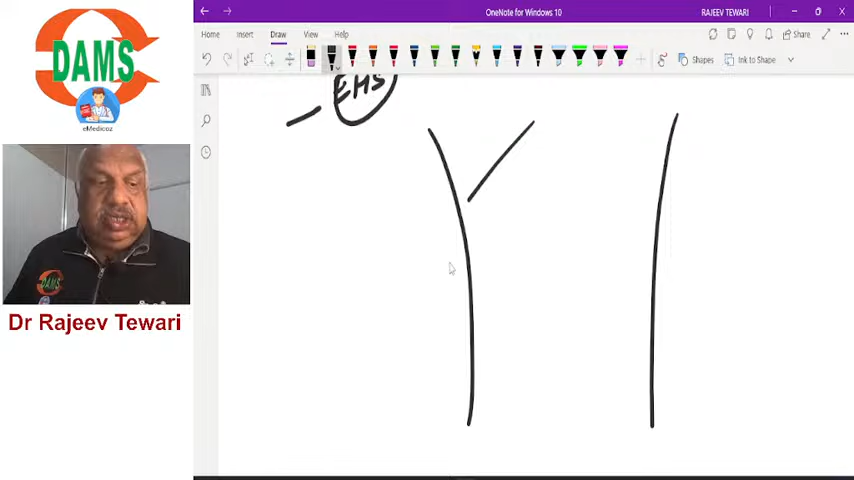 OneNote for Windows 10
RAJEEV TEWARI
Home Insert Draw View Help
Share
Shapes
Ink to Shape
DAMS
eMedicoz
EHS
DAMS
Dr Rajeev Tewari